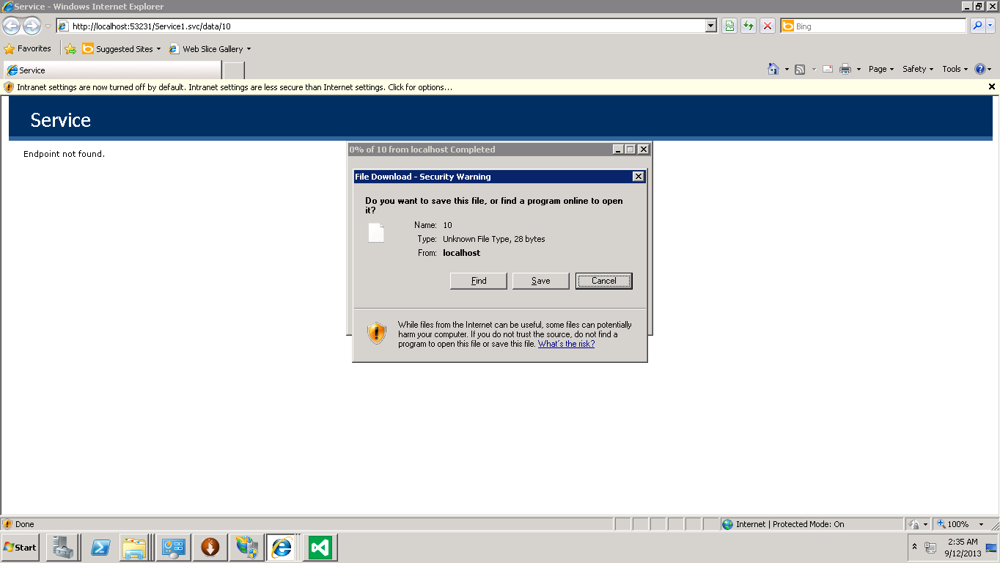 Service - Windows Internet Explorer
http://localhost:53231/Service1.svc/data/10
Bing
Favorites
Suggested Sites
Web Slice Gallery
Service
Page
Safety
Tools
Intranet settings are now turned off by default. Intranet settings are less secure than Internet settings. Click for options...
Service
Endpoint not found.
0% of 10 from localhost Completed
File Download - Security Warning
Do you want to save this file, or find a program online to open
it?
Name: 10
Type: Unknown File Type, 28 bytes
From: localhost
Find
Save
Cancel
While files from the Internet can be useful, some files can potentially
harm your computer. If you do not trust the source, do not find a
program to open this file or save this file. What's the risk?
Done
Internet | Protected Mode: On
100%
Start
2:35 AM
9/12/2013